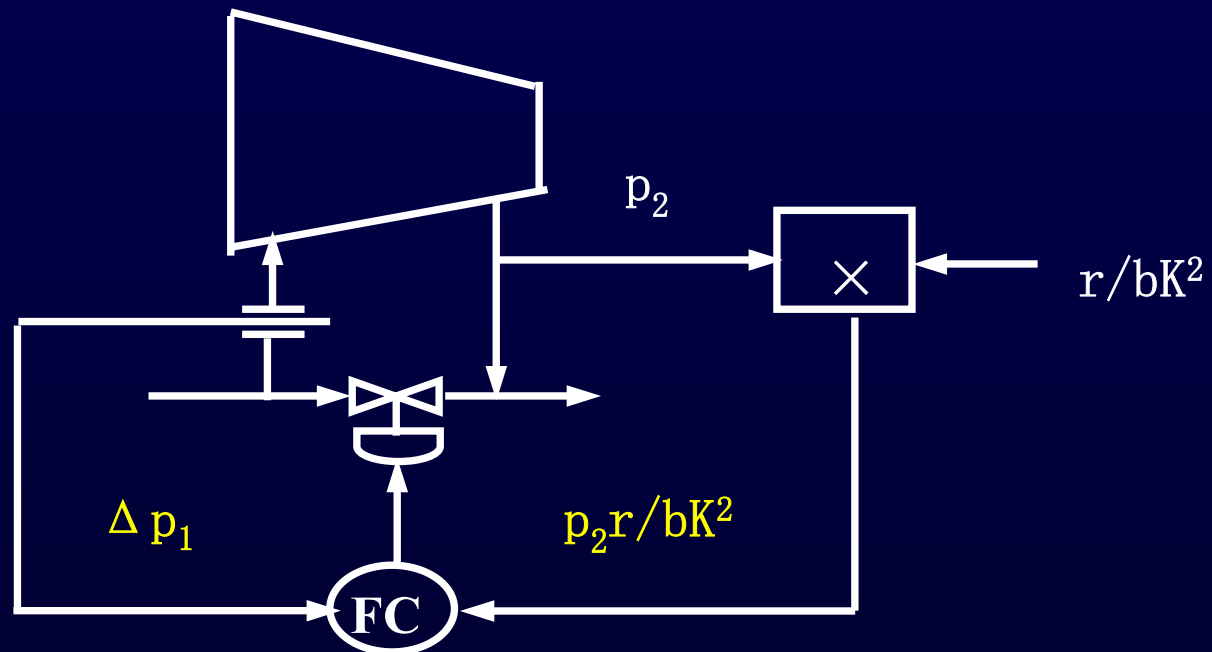 p₂
×
r/bK²
Δp₁
p₂r/bK²
FC